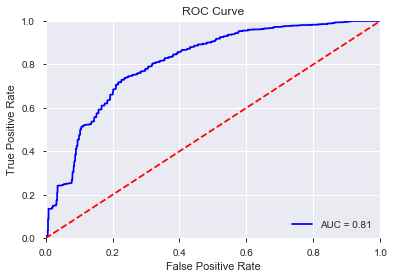 ROC Curve
1.0
0.8
0.6
0.4
0.2
0.0
True Positive Rate
AUC = 0.81
0.0 0.2 0.4 0.6 0.8 1.0
False Positive Rate